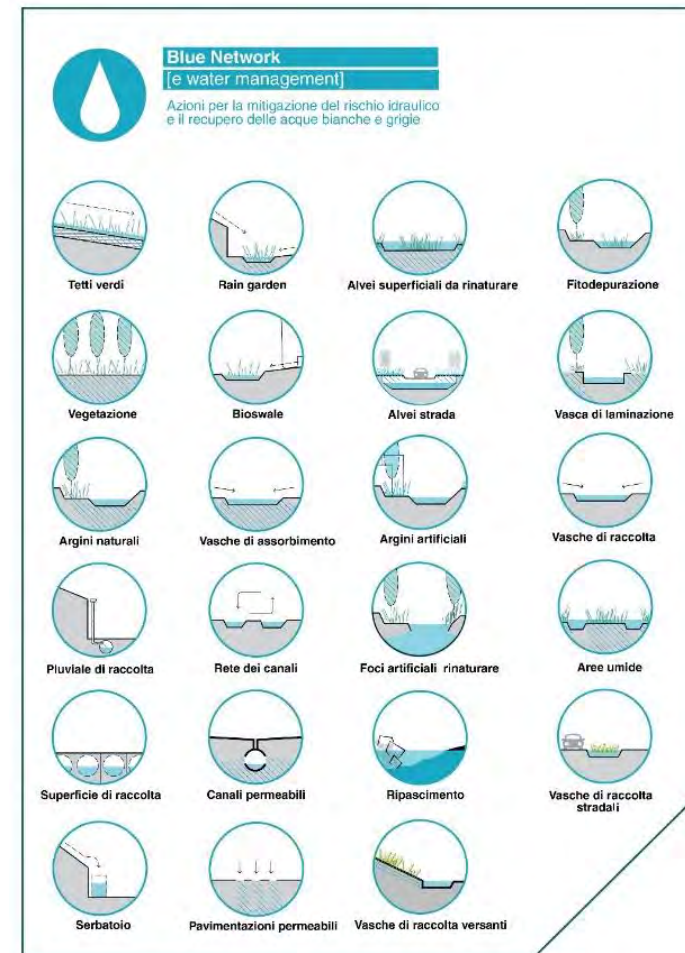 Blue Network
[e water management]
Azioni per la mitigazione del rischio idraulico
e il recupero delle acque bianche e grigie
Tetti verdi
Rain garden
Alvei superficiali da rinaturare
Fitodepurazione
Vegetazione
Bioswale
Alvei strada
Vasca di laminazione
Argini naturali
Vasche di assorbimento
Argini artificiali
Vasche di raccolta
Pluviale di raccolta
Rete dei canali
Foci artificiali rinaturare
Aree umide
Superficie di raccolta
Canali permeabili
Ripascimento
Vasche di raccolta
stradali
Serbatoio
Pavimentazioni permeabili
Vasche di raccolta versanti